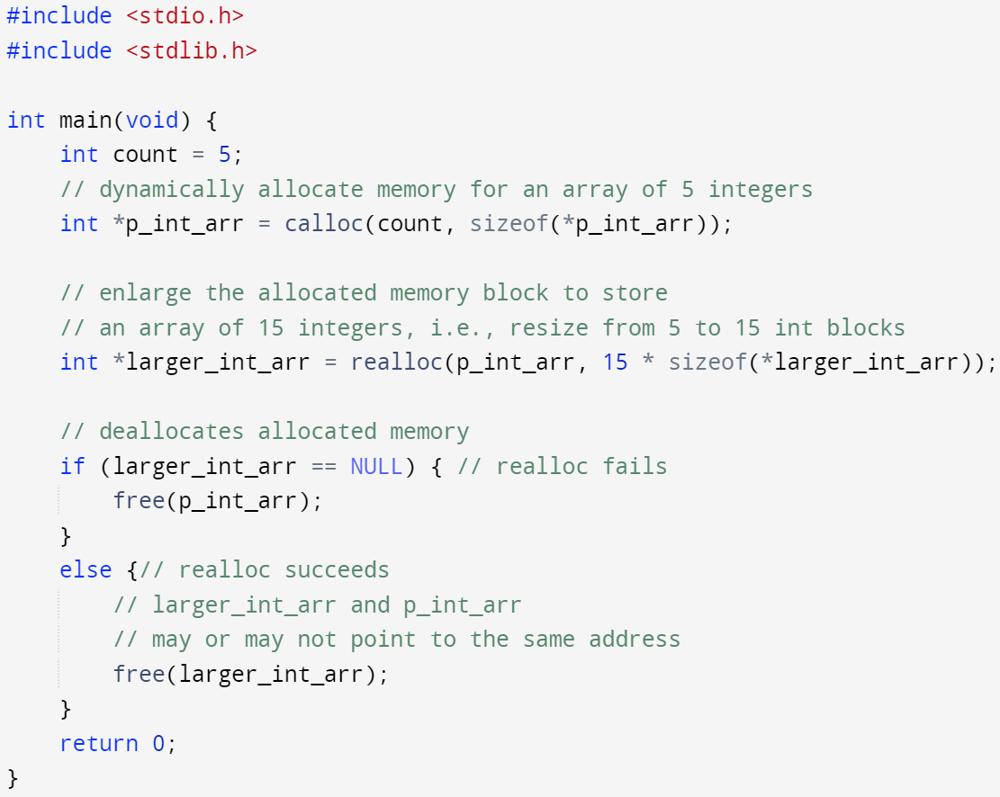 #include <stdio.h>
#include <stdlib.h>

int main(void) {
    int count = 5;
    // dynamically allocate memory for an array of 5 integers
    int *p_int_arr = calloc(count, sizeof(*p_int_arr));

    // enlarge the allocated memory block to store
    // an array of 15 integers, i.e., resize from 5 to 15 int blocks
    int *larger_int_arr = realloc(p_int_arr, 15 * sizeof(*larger_int_arr));

    // deallocates allocated memory
    if (larger_int_arr == NULL) { // realloc fails
        free(p_int_arr);
    }
    else {// realloc succeeds
        // larger_int_arr and p_int_arr
        // may or may not point to the same address
        free(larger_int_arr);
    }
    return 0;
}